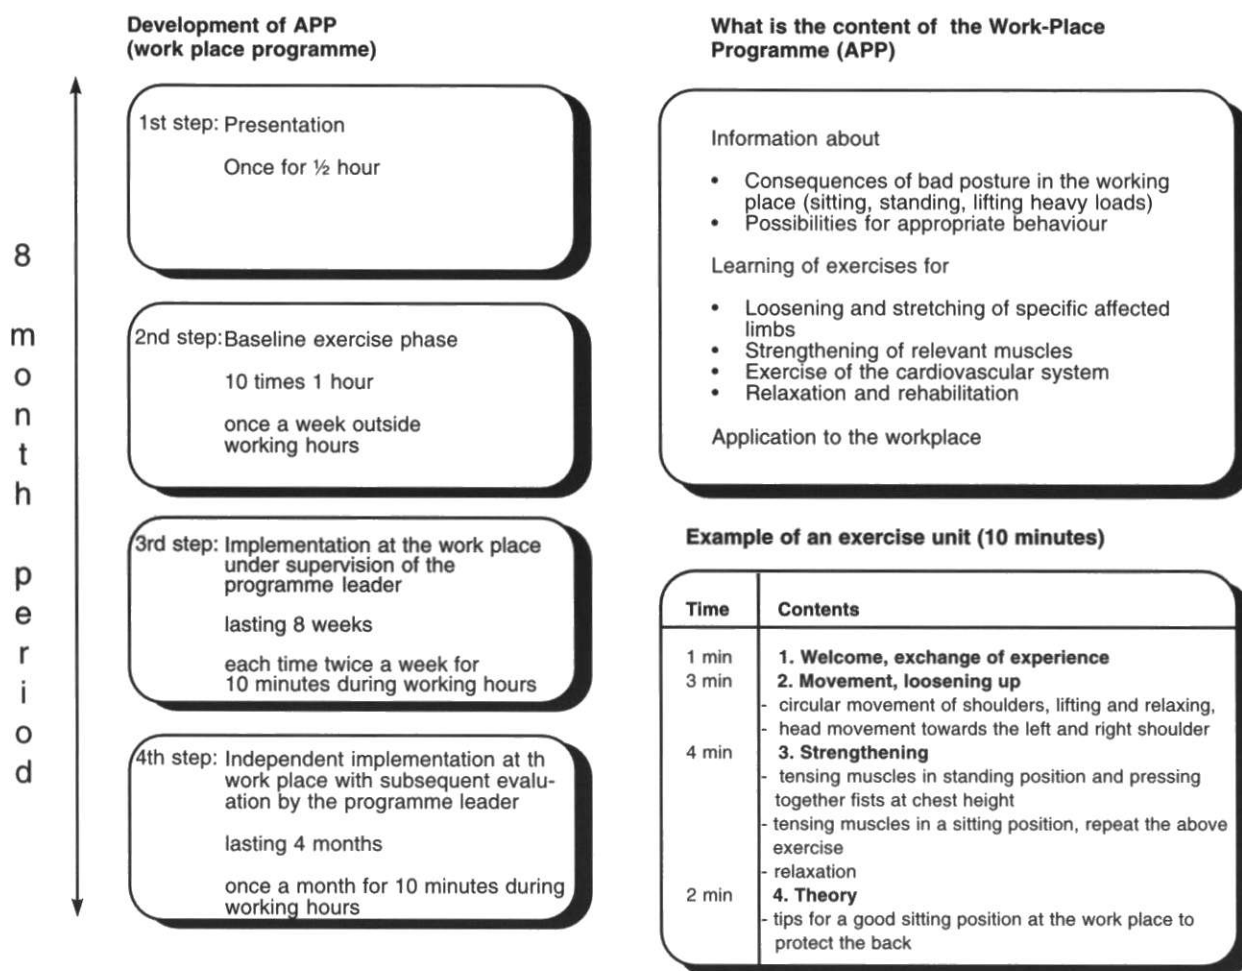 Development of APP
(work place programme)
8 month period
1st step: Presentation
Once for ½ hour
2nd step: Baseline exercise phase
10 times 1 hour
once a week outside
working hours
3rd step: Implementation at the work place
under supervision of the
programme leader
lasting 8 weeks
each time twice a week for
10 minutes during working hours
4th step: Independent implementation at th
work place with subsequent evalu-
ation by the programme leader
lasting 4 months
once a month for 10 minutes during
working hours
What is the content of the Work-Place
Programme (APP)
Information about
• Consequences of bad posture in the working
place (sitting, standing, lifting heavy loads)
• Possibilities for appropriate behaviour
Learning of exercises for
• Loosening and stretching of specific affected
limbs
• Strengthening of relevant muscles
• Exercise of the cardiovascular system
• Relaxation and rehabilitation
Application to the workplace
Example of an exercise unit (10 minutes)
Time Contents
1 min 1. Welcome, exchange of experience
3 min 2. Movement, loosening up
- circular movement of shoulders, lifting and relaxing,
- head movement towards the left and right shoulder
4 min 3. Strengthening
- tensing muscles in standing position and pressing
together fists at chest height
- tensing muscles in a sitting position, repeat the above
exercise
- relaxation
2 min 4. Theory
- tips for a good sitting position at the work place to
protect the back